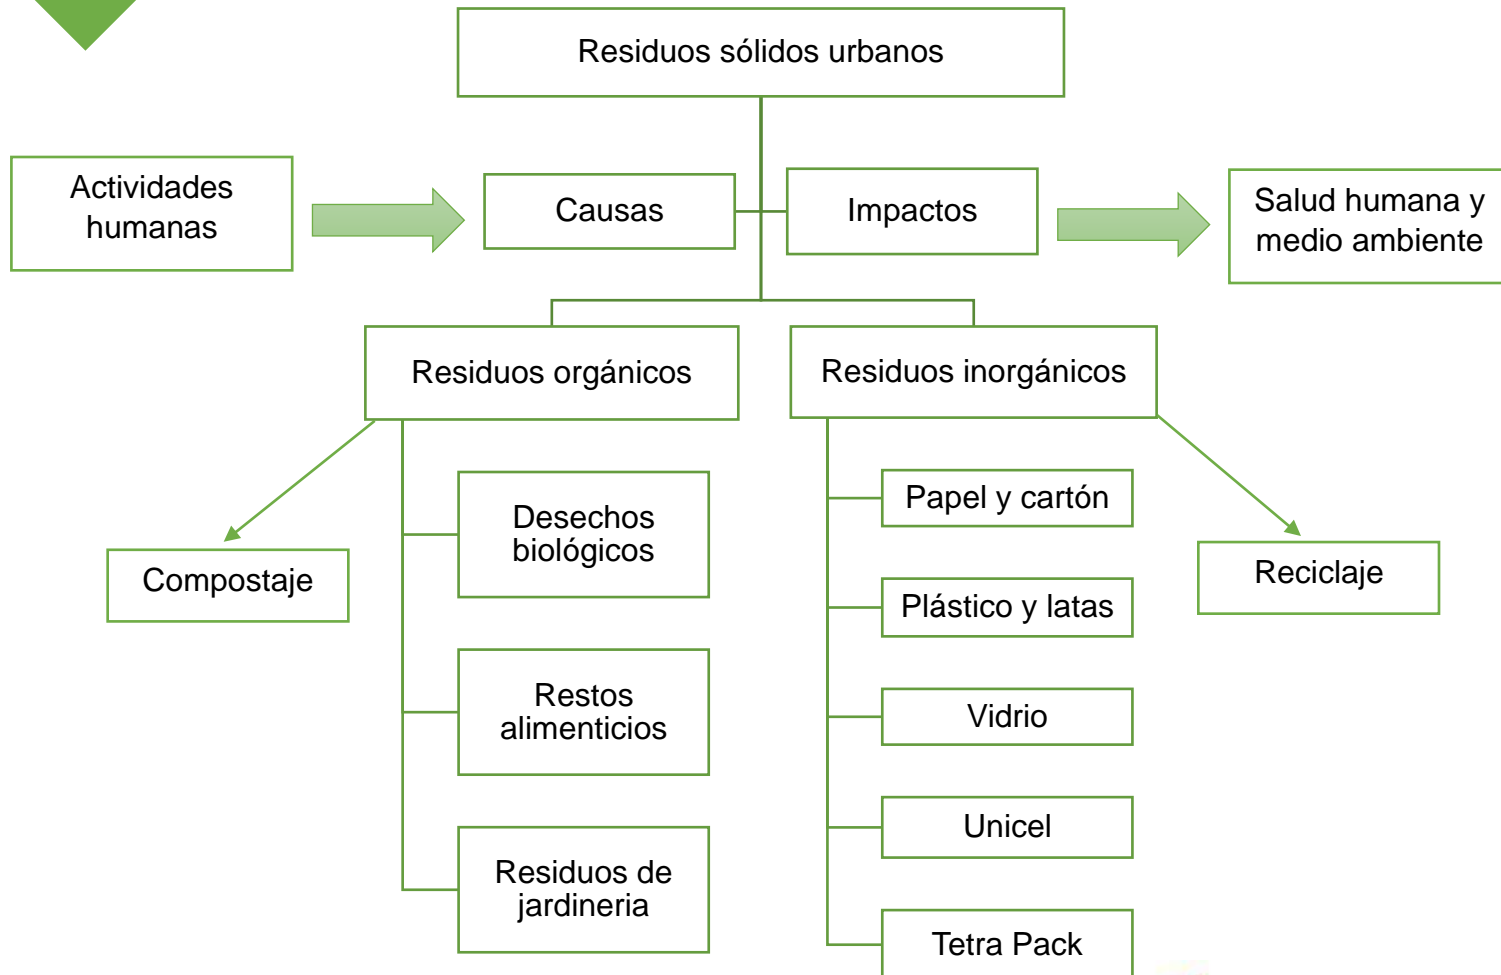 Residuos sólidos urbanos
Actividades
humanas
Causas
Impactos
Salud humana y
medio ambiente
Residuos orgánicos
Residuos inorgánicos
Desechos
biológicos
Papel y cartón
Compostaje
Reciclaje
Plástico y latas
Restos
alimenticios
Vidrio
Unicel
Residuos de
jardineria
Tetra Pack